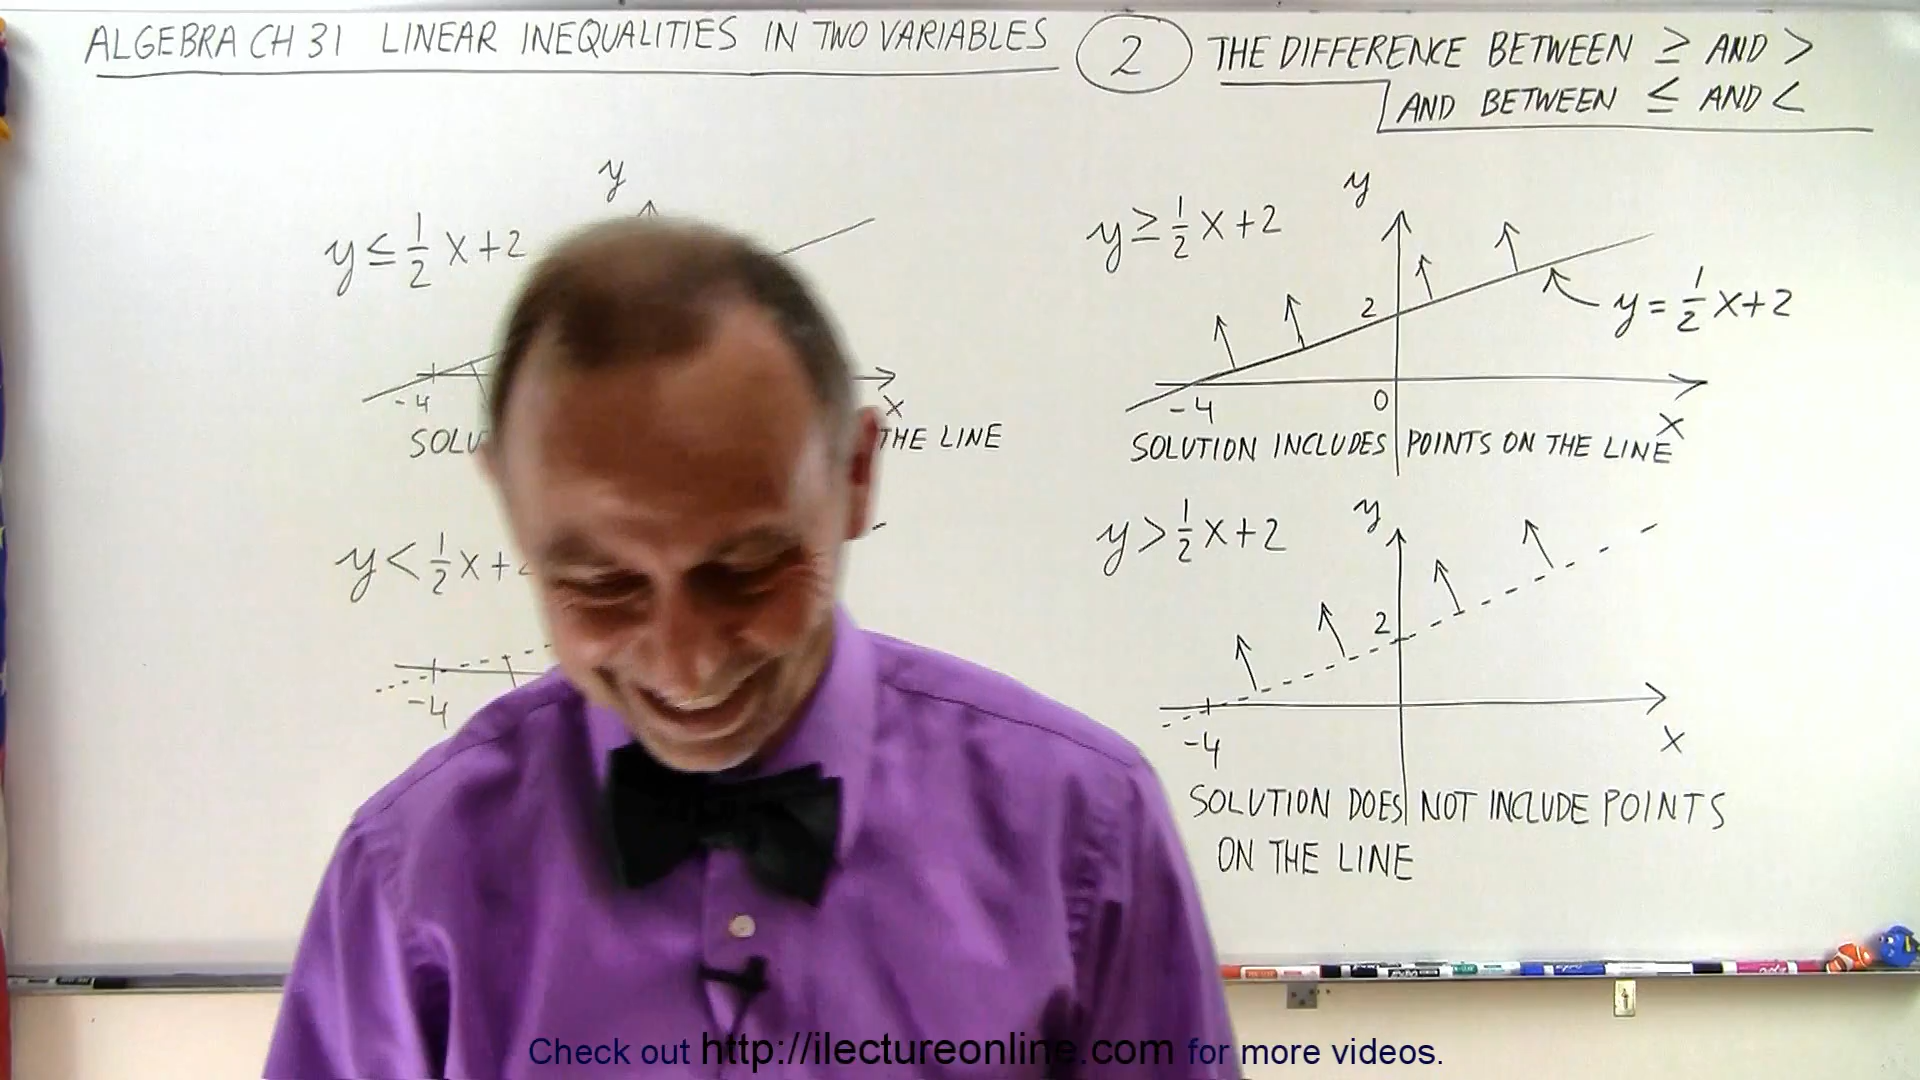 ALGEBRA CH 31 LINEAR INEQUALITIES IN TWO VARIABLES
2
THE DIFFERENCE BETWEEN ≥ AND >
AND BETWEEN ≤ AND <
y
y ≤ 1/2 x + 2
-4
x
THE LINE
y < 1/2 x +
-4
y
y ≥ 1/2 x + 2
2
y = 1/2 x + 2
-4
0
x
SOLUTION INCLUDES POINTS ON THE LINE
y
y > 1/2 x + 2
2
-4
x
SOLUTION DOES NOT INCLUDE POINTS
ON THE LINE
Check out http://ilectureonline.com for more videos.